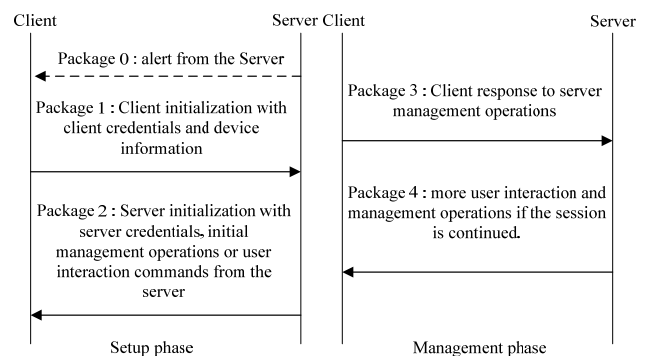 Client
Server
Package 0 : alert from the Server
Package 1 : Client initialization with
client credentials and device
information
Package 2 : Server initialization with
server credentials, initial
management operations or user
interaction commands from the
server
Setup phase
Client
Server
Package 3 : Client response to server
management operations
Package 4 : more user interaction and
management operations if the session
is continued.
Management phase